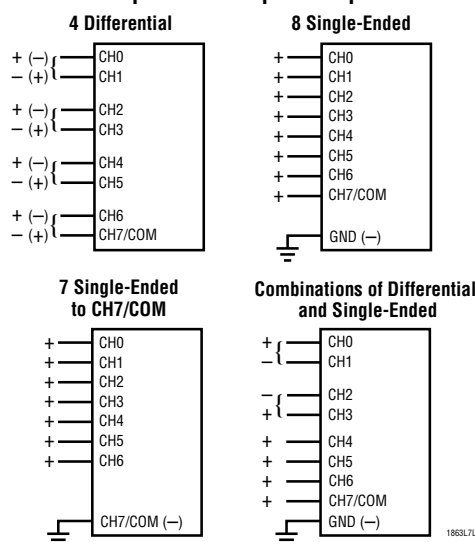 4 Differential
+ (–) { CH0
– (+) CH1
+ (–) { CH2
– (+) CH3
+ (–) { CH4
– (+) CH5
+ (–) { CH6
– (+) CH7/COM
8 Single-Ended
+ CH0
+ CH1
+ CH2
+ CH3
+ CH4
+ CH5
+ CH6
+ CH7/COM
GND (–)
7 Single-Ended
to CH7/COM
+ CH0
+ CH1
+ CH2
+ CH3
+ CH4
+ CH5
+ CH6
CH7/COM (–)
Combinations of Differential
and Single-Ended
+ { CH0
– CH1
– { CH2
+ CH3
+ CH4
+ CH5
+ CH6
+ CH7/COM
GND (–)